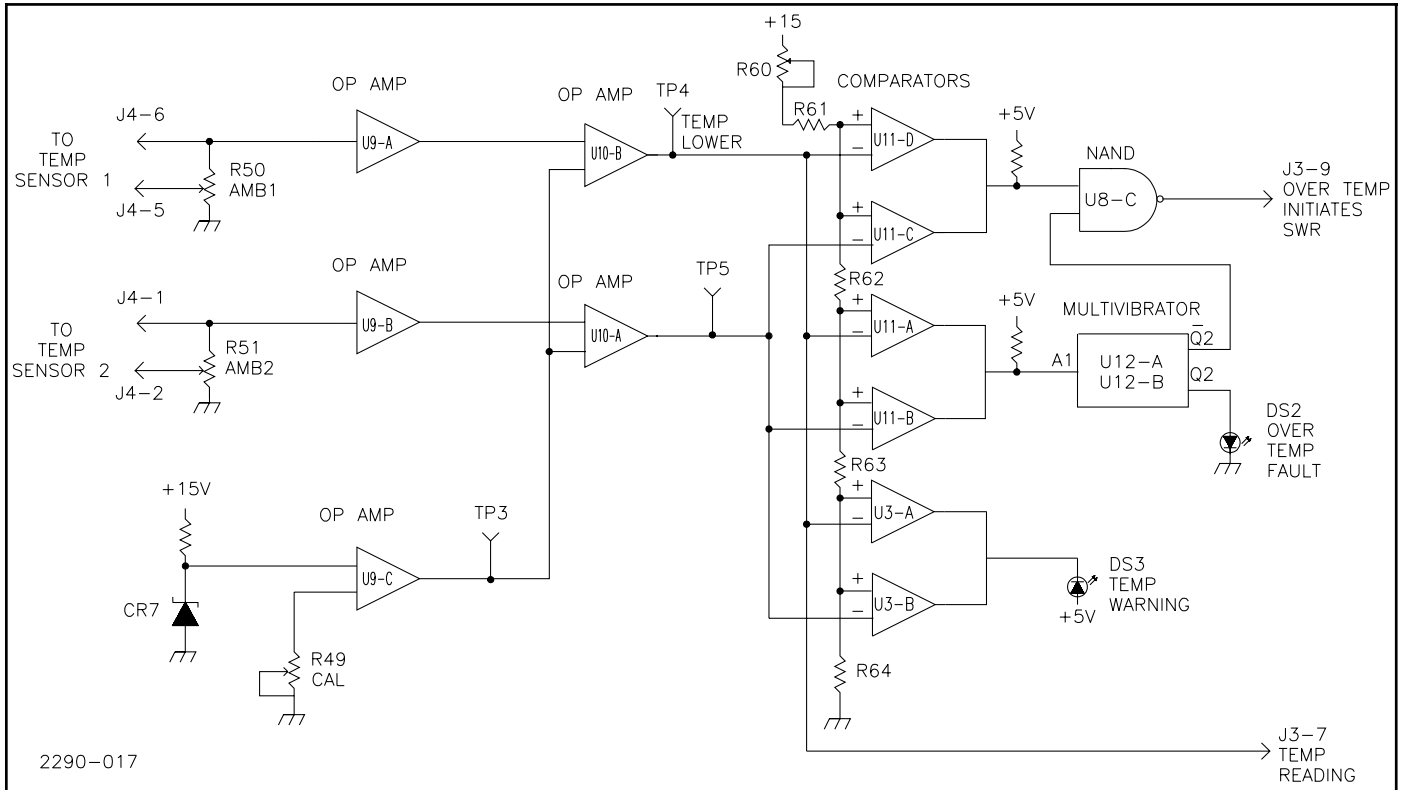 +15
R60
COMPARATORS
OP AMP
OP AMP
TP4
J4-6
R61
+5V
TO
TEMP
SENSOR 1
U9-A
U10-B
TEMP
LOWER
+
−
U11-D
NAND
R50
AMB1
J4-5
U8-C
J3-9
OVER TEMP
INITIATES
SWR
+
−
U11-C
OP AMP
OP AMP
TP5
R62
J4-1
+5V
MULTIVIBRATOR
TO
TEMP
SENSOR 2
U9-B
U10-A
+
−
U11-A
Q̅2
A1
U12-A
U12-B
Q2
R51
AMB2
J4-2
+
−
U11-B
DS2
OVER
TEMP
FAULT
R63
+15V
OP AMP
TP3
+
−
U3-A
U9-C
DS3
TEMP
WARNING
+5V
CR7
+
−
U3-B
R49
CAL
R64
J3-7
TEMP
READING
2290-017